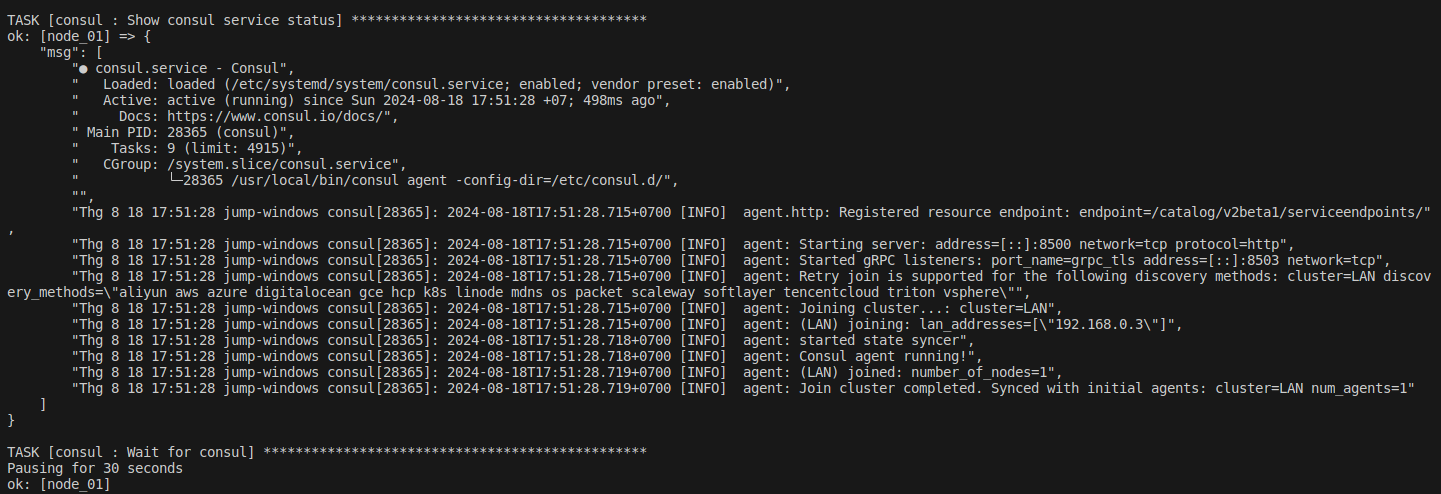 TASK [consul : Show consul service status] *************************************
ok: [node_01] => {
    "msg": [
        "● consul.service - Consul",
        "   Loaded: loaded (/etc/systemd/system/consul.service; enabled; vendor preset: enabled)",
        "   Active: active (running) since Sun 2024-08-18 17:51:28 +07; 498ms ago",
        "     Docs: https://www.consul.io/docs/",
        " Main PID: 28365 (consul)",
        "    Tasks: 9 (limit: 4915)",
        "   CGroup: /system.slice/consul.service",
        "           └─28365 /usr/local/bin/consul agent -config-dir=/etc/consul.d/",
        "",
        "Thg 8 18 17:51:28 jump-windows consul[28365]: 2024-08-18T17:51:28.715+0700 [INFO]  agent.http: Registered resource endpoint: endpoint=/catalog/v2beta1/serviceendpoints/"
,
        "Thg 8 18 17:51:28 jump-windows consul[28365]: 2024-08-18T17:51:28.715+0700 [INFO]  agent: Starting server: address=[::]:8500 network=tcp protocol=http",
        "Thg 8 18 17:51:28 jump-windows consul[28365]: 2024-08-18T17:51:28.715+0700 [INFO]  agent: Started gRPC listeners: port_name=grpc_tls address=[::]:8503 network=tcp",
        "Thg 8 18 17:51:28 jump-windows consul[28365]: 2024-08-18T17:51:28.715+0700 [INFO]  agent: Retry join is supported for the following discovery methods: cluster=LAN discov
ery_methods=\"aliyun aws azure digitalocean gce hcp k8s linode mdns os packet scaleway softlayer tencentcloud triton vsphere\"",
        "Thg 8 18 17:51:28 jump-windows consul[28365]: 2024-08-18T17:51:28.715+0700 [INFO]  agent: Joining cluster...: cluster=LAN",
        "Thg 8 18 17:51:28 jump-windows consul[28365]: 2024-08-18T17:51:28.715+0700 [INFO]  agent: (LAN) joining: lan_addresses=[\"192.168.0.3\"]",
        "Thg 8 18 17:51:28 jump-windows consul[28365]: 2024-08-18T17:51:28.718+0700 [INFO]  agent: started state syncer",
        "Thg 8 18 17:51:28 jump-windows consul[28365]: 2024-08-18T17:51:28.718+0700 [INFO]  agent: Consul agent running!",
        "Thg 8 18 17:51:28 jump-windows consul[28365]: 2024-08-18T17:51:28.719+0700 [INFO]  agent: (LAN) joined: number_of_nodes=1",
        "Thg 8 18 17:51:28 jump-windows consul[28365]: 2024-08-18T17:51:28.719+0700 [INFO]  agent: Join cluster completed. Synced with initial agents: cluster=LAN num_agents=1"
    ]
}
TASK [consul : Wait for consul] ************************************************
Pausing for 30 seconds
ok: [node_01]